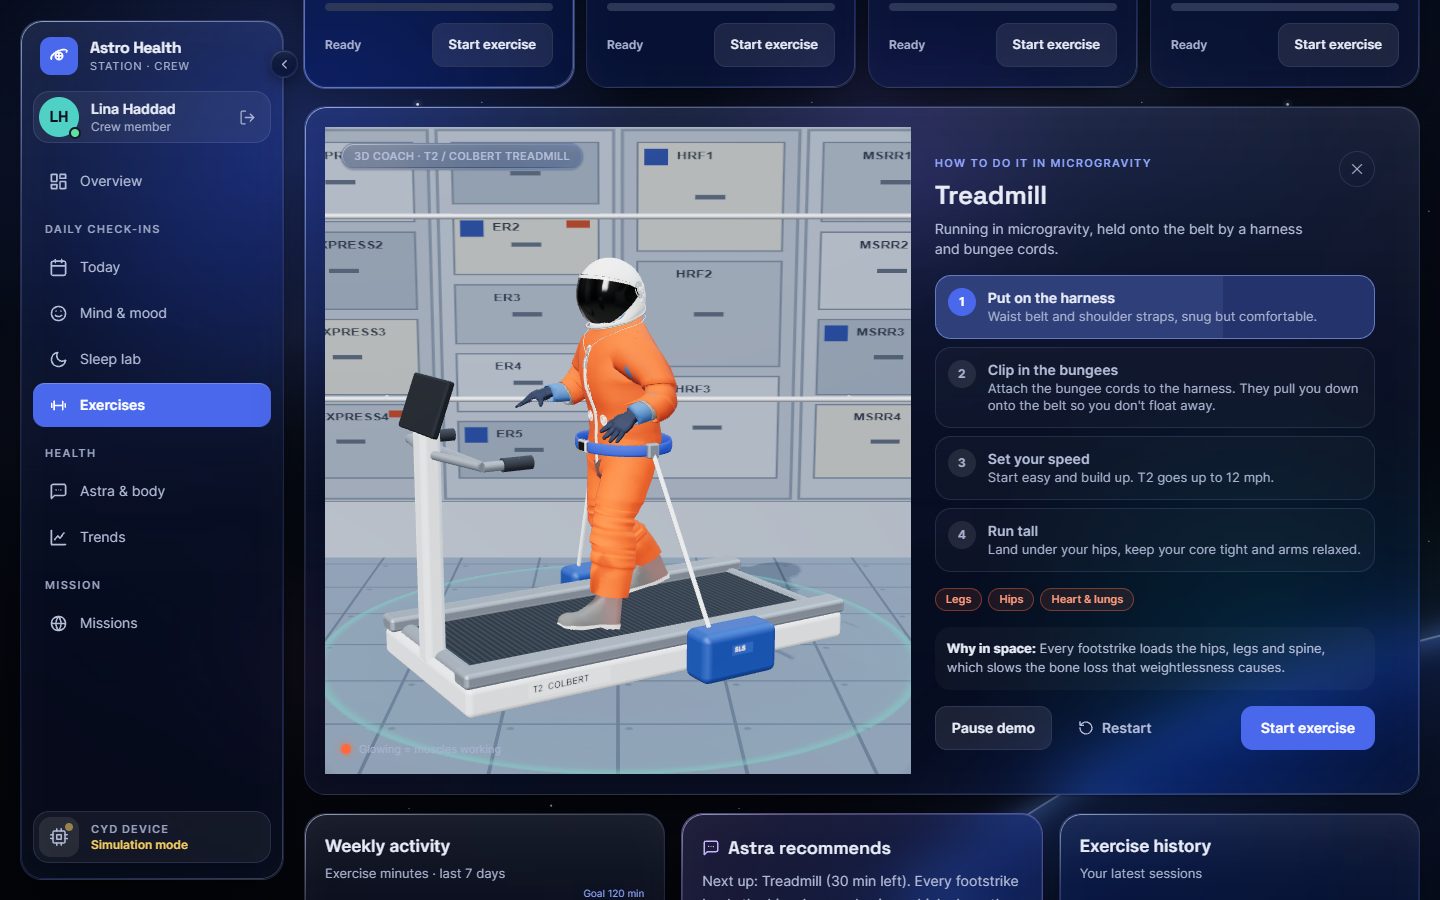 Astro Health
STATION · CREW
LH
Lina Haddad
Crew member
Overview
DAILY CHECK-INS
Today
Mind & mood
Sleep lab
Exercises
HEALTH
Astra & body
Trends
MISSION
Missions
CYD DEVICE
Simulation mode
Ready
Start exercise
Ready
Start exercise
Ready
Start exercise
Ready
Start exercise
3D COACH · T2 / COLBERT TREADMILL
HRF1
MSRR1
ER2
XPRESS2
MSRR2
HRF2
ER3
XPRESS3
MSRR3
ER4
HRF3
XPRESS4
MSRR4
ER5
SLS
T2 COLBERT
Glowing = muscles working
HOW TO DO IT IN MICROGRAVITY
Treadmill
Running in microgravity, held onto the belt by a harness
and bungee cords.
1
Put on the harness
Waist belt and shoulder straps, snug but comfortable.
2
Clip in the bungees
Attach the bungee cords to the harness. They pull you down
onto the belt so you don't float away.
3
Set your speed
Start easy and build up. T2 goes up to 12 mph.
4
Run tall
Land under your hips, keep your core tight and arms relaxed.
Legs
Hips
Heart & lungs
Why in space: Every footstrike loads the hips, legs and spine,
which slows the bone loss that weightlessness causes.
Pause demo
Restart
Start exercise
Weekly activity
Exercise minutes · last 7 days
Goal 120 min
Astra recommends
Next up: Treadmill (30 min left). Every footstrike
Exercise history
Your latest sessions